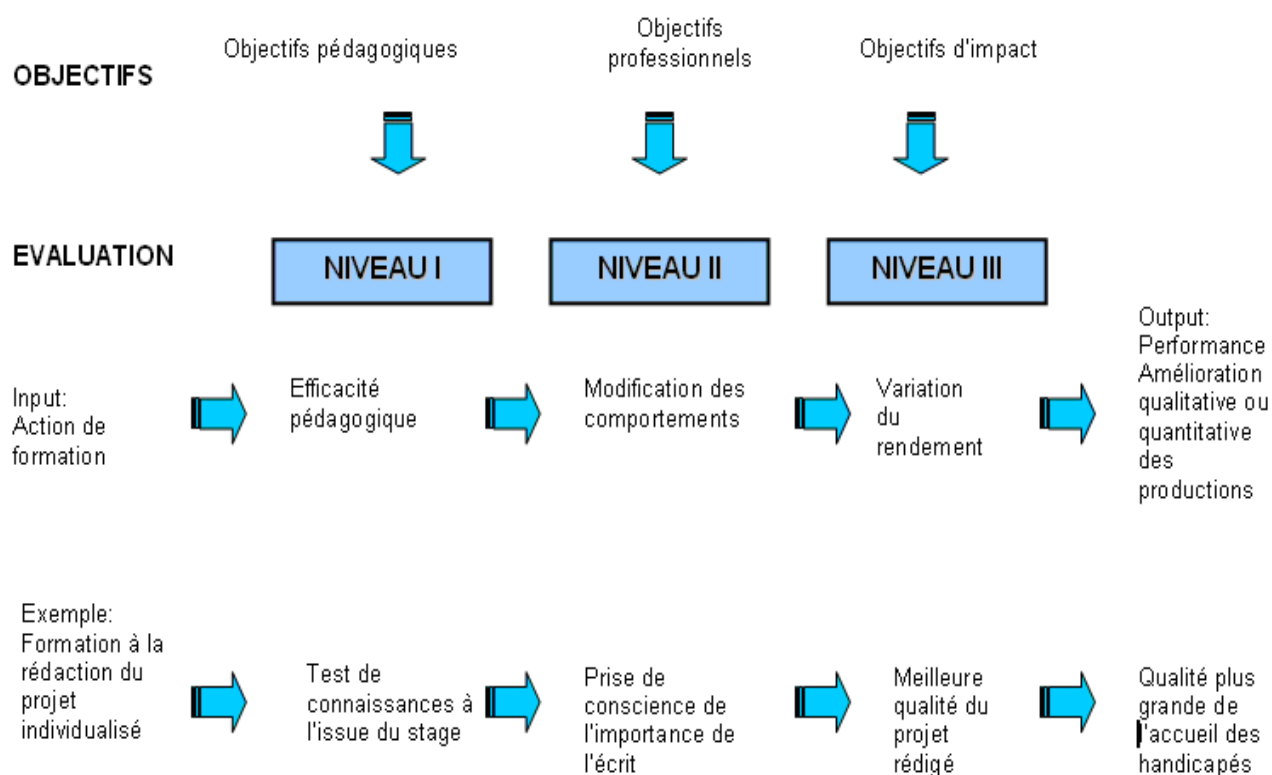 Objectifs pédagogiques
Objectifs
professionnels
Objectifs d'impact
OBJECTIFS
EVALUATION
NIVEAU I
NIVEAU II
NIVEAU III
Input:
Action de
formation
Efficacité
pédagogique
Modification des
comportements
Variation
du
rendement
Output:
Performance
Amélioration
qualitative ou
quantitative
des
productions
Exemple:
Formation à la
rédaction du
projet
individualisé
Test de
connaissances à
l'issue du stage
Prise de
conscience de
l'importance de
l'écrit
Meilleure
qualité du
projet
rédigé
Qualité plus
grande de
l'accueil des
handicapés